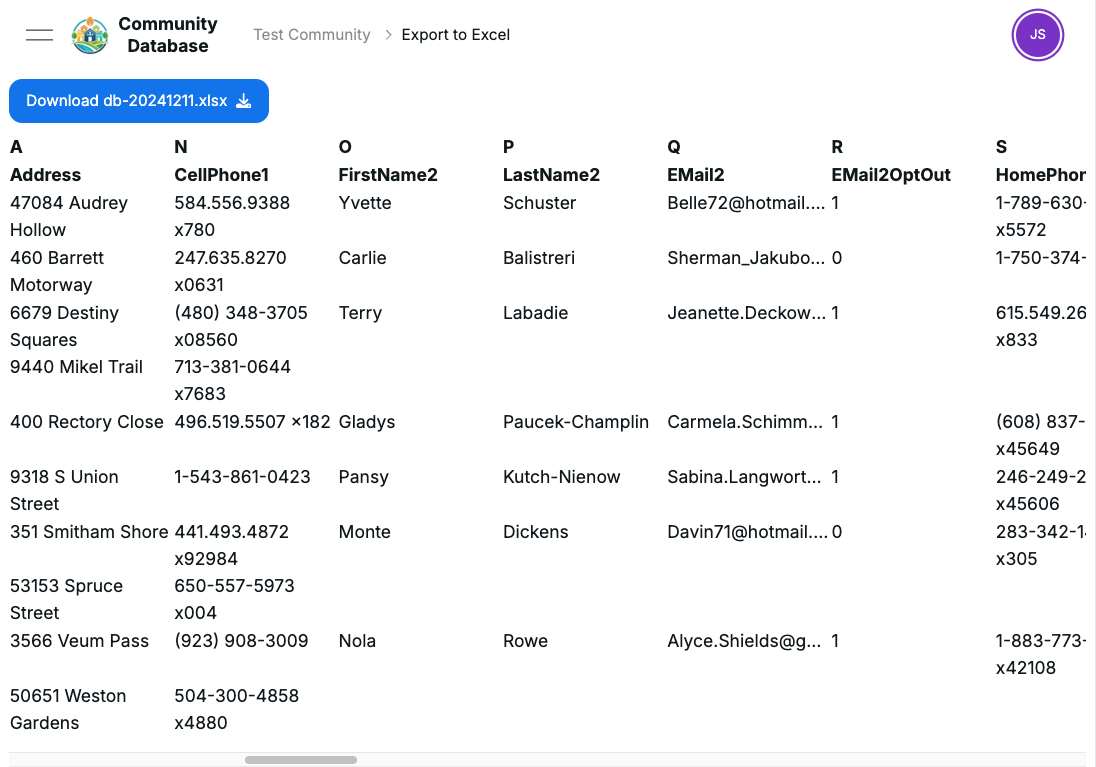 Community
Database
Test Community > Export to Excel
JS
Download db-20241211.xlsx
A N O P Q R S
Address CellPhone1 FirstName2 LastName2 EMail2 EMail2OptOut HomePhon
47084 Audrey 584.556.9388 Yvette Schuster Belle72@hotmail.... 1 1-789-630-
Hollow x780 x5572
460 Barrett 247.635.8270 Carlie Balistreri Sherman_Jakubo... 0 1-750-374-
Motorway x0631
6679 Destiny (480) 348-3705 Terry Labadie Jeanette.Deckow... 1 615.549.26
Squares x08560 x833
9440 Mikel Trail 713-381-0644
x7683
400 Rectory Close 496.519.5507 x182 Gladys Paucek-Champlin Carmela.Schimm... 1 (608) 837-
x45649
9318 S Union 1-543-861-0423 Pansy Kutch-Nienow Sabina.Langwort... 1 246-249-2
Street x45606
351 Smitham Shore 441.493.4872 Monte Dickens Davin71@hotmail.... 0 283-342-1
x92984 x305
53153 Spruce 650-557-5973
Street x004
3566 Veum Pass (923) 908-3009 Nola Rowe Alyce.Shields@g... 1 1-883-773-
x42108
50651 Weston 504-300-4858
Gardens x4880